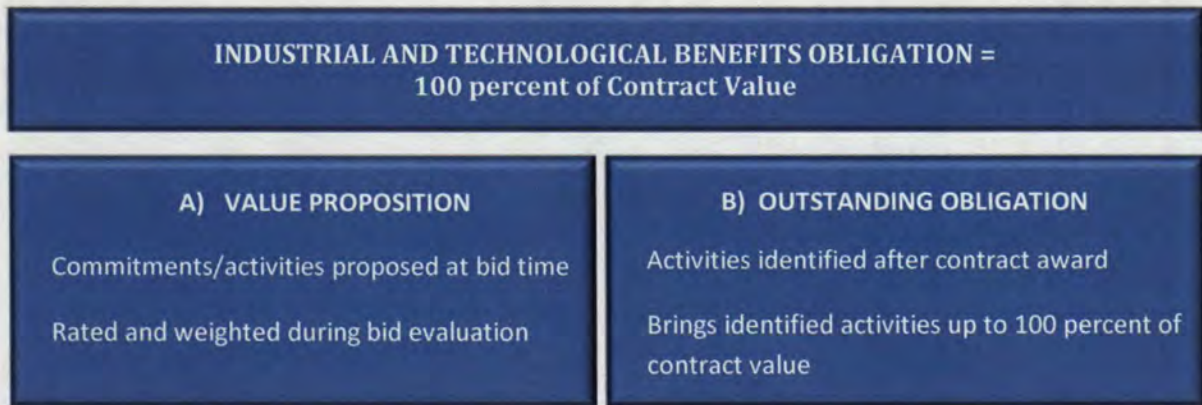 INDUSTRIAL AND TECHNOLOGICAL BENEFITS OBLIGATION =
100 percent of Contract Value
A) VALUE PROPOSITION
Commitments/activities proposed at bid time
Rated and weighted during bid evaluation
B) OUTSTANDING OBLIGATION
Activities identified after contract award
Brings identified activities up to 100 percent of
contract value